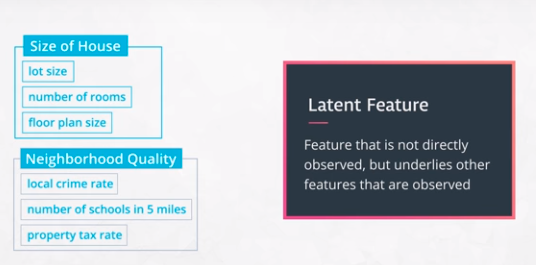 Size of House
lot size
number of rooms
floor plan size
Neighborhood Quality
local crime rate
number of schools in 5 miles
property tax rate
Latent Feature
Feature that is not directly
observed, but underlies other
features that are observed